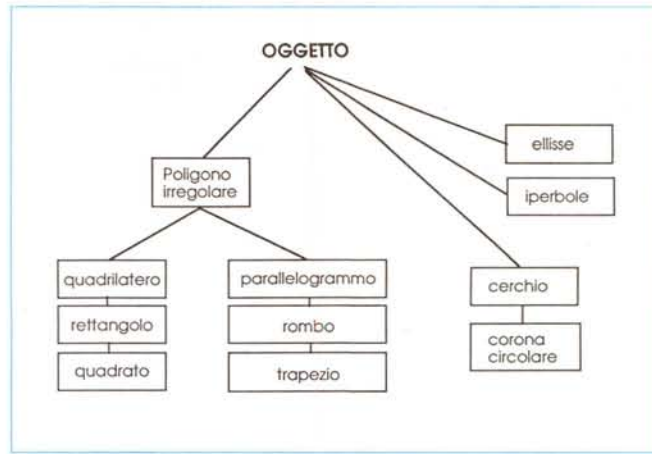 OGGETTO
ellisse
Poligono
irregolare
iperbole
quadrilatero
parallelogrammo
cerchio
rettangolo
rombo
corona
circolare
quadrato
trapezio